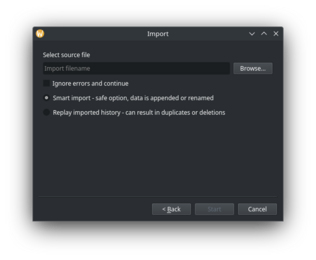 Import
Select source file
Import filename
Browse...
Ignore errors and continue
Smart import - safe option, data is appended or renamed
Replay imported history - can result in duplicates or deletions
< Back
Start
Cancel